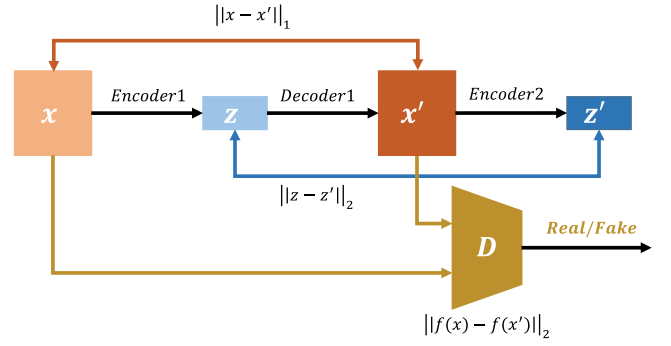 ||x − x′||₁
Encoder1
Decoder1
Encoder2
x
z
x′
z′
||z − z′||₂
Real/Fake
D
||f(x) − f(x′)||₂